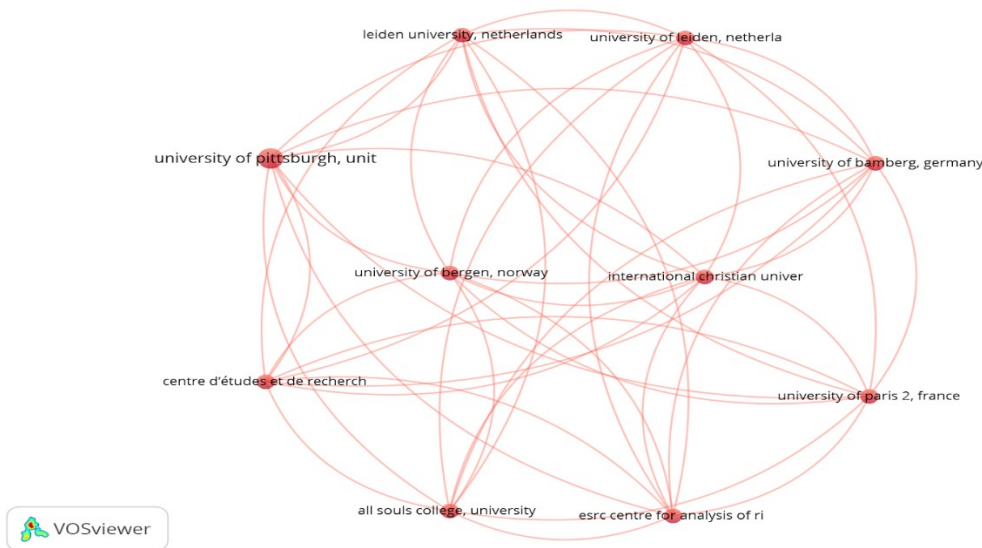 leiden university, netherlands
university of leiden, netherla
university of pittsburgh, unit
university of bamberg, germany
university of bergen, norway
international christian univer
centre d'études et de recherch
university of paris 2, france
all souls college, university
esrc centre for analysis of ri
VOSviewer